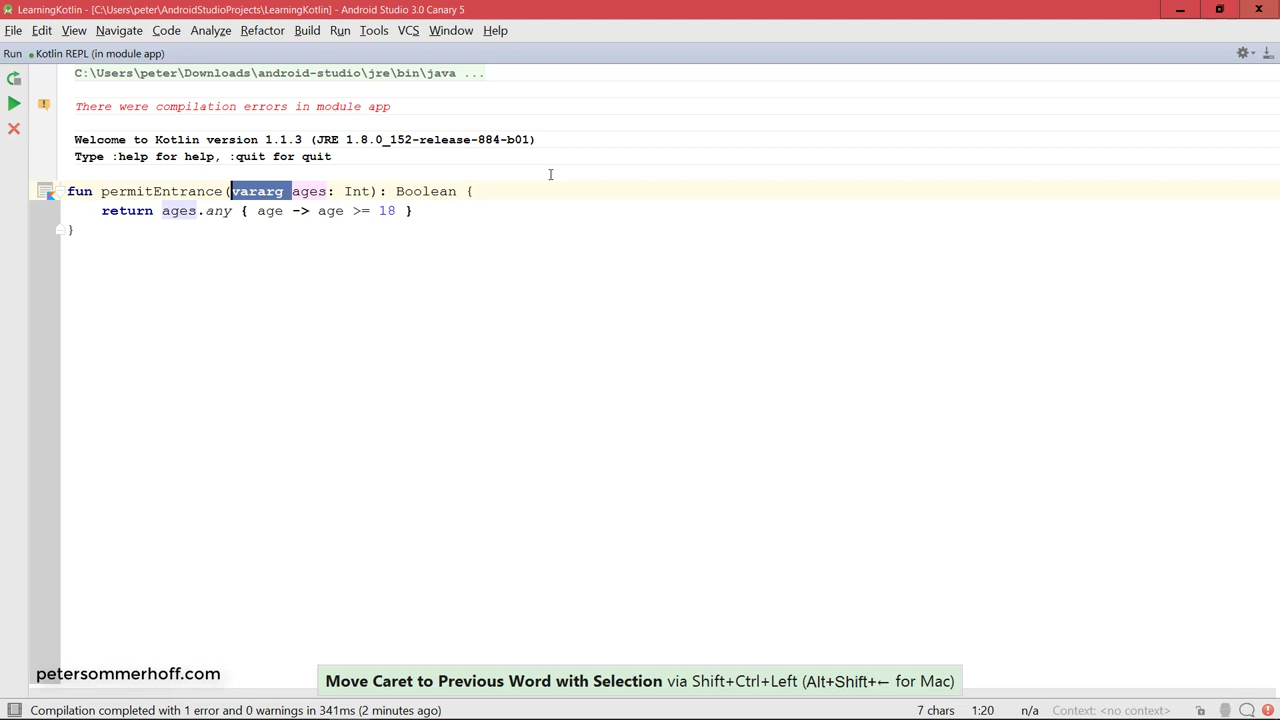 LearningKotlin - [C:\Users\peter\AndroidStudioProjects\LearningKotlin] - Android Studio 3.0 Canary 5
File Edit View Navigate Code Analyze Refactor Build Run Tools VCS Window Help
Run Kotlin REPL (in module app)
C:\Users\peter\Downloads\android-studio\jre\bin\java ...
There were compilation errors in module app
Welcome to Kotlin version 1.1.3 (JRE 1.8.0_152-release-884-b01)
Type :help for help, :quit for quit
fun permitEntrance(vararg ages: Int): Boolean {
return ages.any { age -> age >= 18 }
}
petersommerhoff.com
Move Caret to Previous Word with Selection via Shift+Ctrl+Left (Alt+Shift+← for Mac)
Compilation completed with 1 error and 0 warnings in 341ms (2 minutes ago) 7 chars 1:20 n/a Context: <no context>